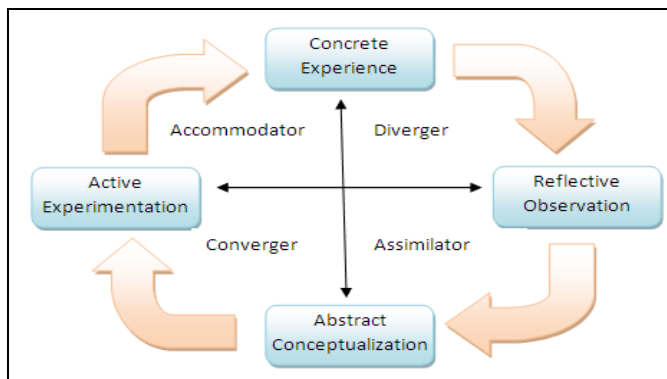 Concrete
Experience
Accommodator
Diverger
Active
Experimentation
Reflective
Observation
Converger
Assimilator
Abstract
Conceptualization